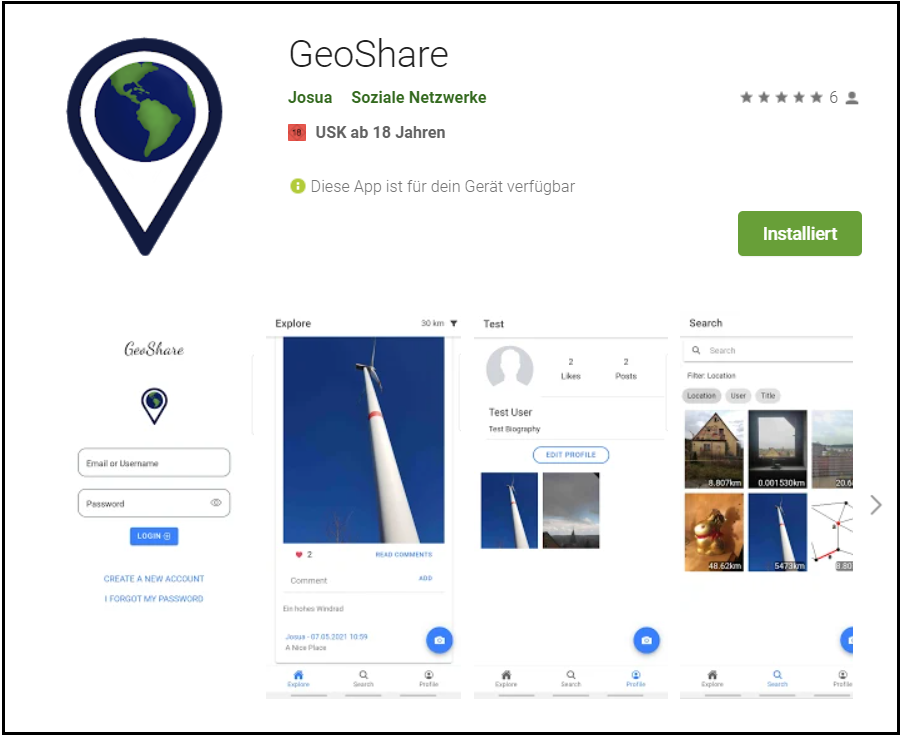 GeoShare
Josua Soziale Netzwerke
6
18 USK ab 18 Jahren
Diese App ist für dein Gerät verfügbar
Installiert
GeoShare
Email or Username
Password
LOGIN
CREATE A NEW ACCOUNT
I FORGOT MY PASSWORD
Explore 30 km
2 READ COMMENTS
Comment ADD
Ein hohes Windrad
Josua - 07.05.2021 10:59
A Nice Place
Explore Search Profile
Test
2 2
Likes Posts
Test User
Test Biography
EDIT PROFILE
Explore Search Profile
Search
Search
Filter: Location
Location User Title
8.807km 0.001530km 20.6
48.62km 5473km 8.80
Explore Search Profile